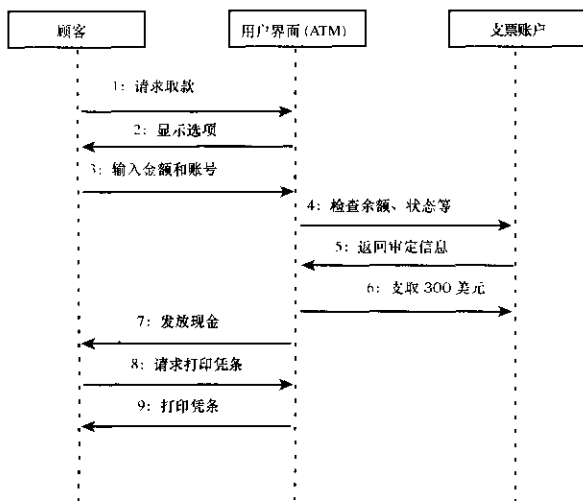 顾客
用户界面(ATM)
支票账户
1: 请求取款
2: 显示选项
3: 输入金额和账号
4: 检查余额、状态等
5: 返回审定信息
6: 支取 300 美元
7: 发放现金
8: 请求打印凭条
9: 打印凭条